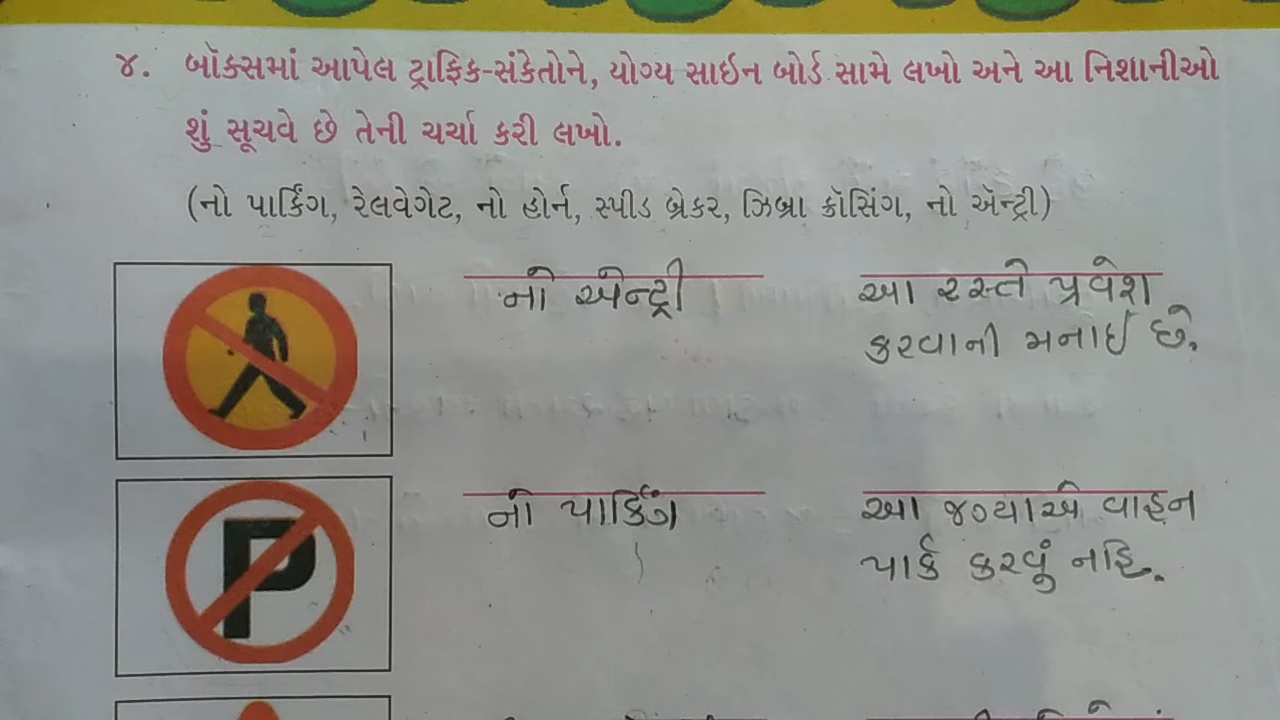 ૪. બૉક્સમાં આપેલ ટ્રાફિક-સંકેતોને, યોગ્ય સાઇન બોર્ડ સામે લખો અને આ નિશાનીઓ
શું સૂચવે છે તેની ચર્ચા કરી લખો.
(નો પાર્કિંગ, રેલવેગેટ, નો હોર્ન, સ્પીડ બ્રેકર, ઝિબ્રા ક્રૉસિંગ, નો ઍન્ટ્રી)
નો એન્ટ્રી
આ રસ્તે પ્રવેશ
કરવાની મનાઈ છે.
P
નો પાર્કિંગ
આ જગ્યાએ વાહન
પાર્ક કરવું નહિ.